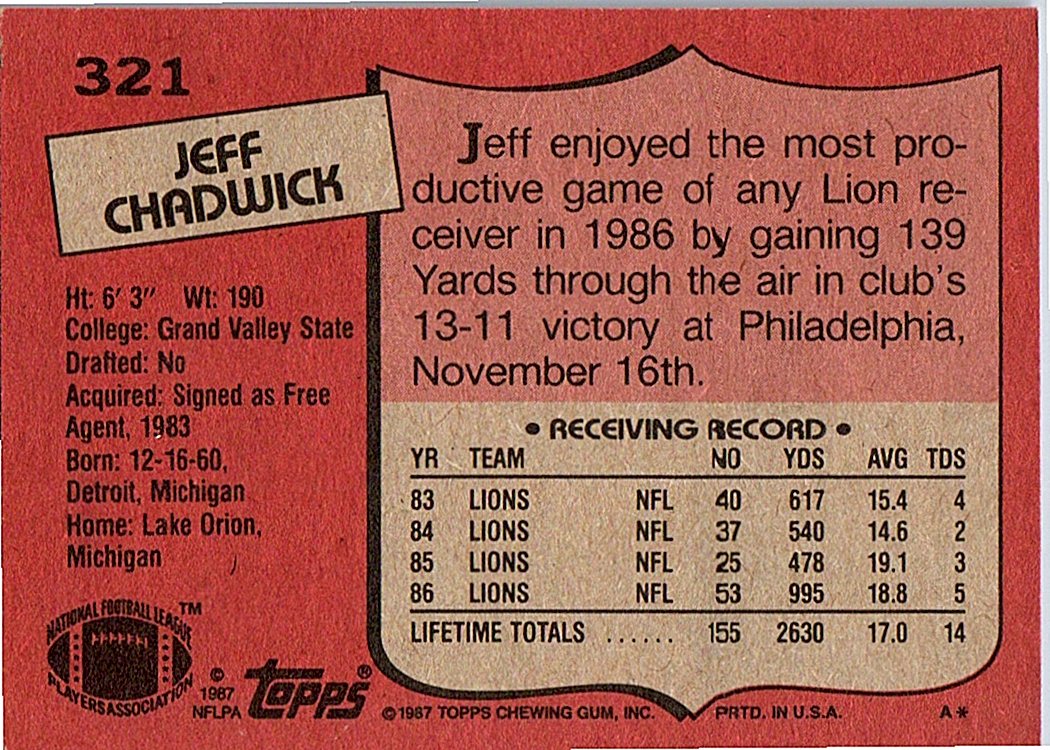 321
JEFF
CHADWICK
Ht: 6' 3" Wt: 190
College: Grand Valley State
Drafted: No
Acquired: Signed as Free
Agent, 1983
Born: 12-16-60,
Detroit, Michigan
Home: Lake Orion,
Michigan
Jeff enjoyed the most pro-
ductive game of any Lion re-
ceiver in 1986 by gaining 139
Yards through the air in club's
13-11 victory at Philadelphia,
November 16th.
• RECEIVING RECORD •
YR TEAM NO YDS AVG TDS
83 LIONS NFL 40 617 15.4 4
84 LIONS NFL 37 540 14.6 2
85 LIONS NFL 25 478 19.1 3
86 LIONS NFL 53 995 18.8 5
LIFETIME TOTALS ...... 155 2630 17.0 14
NATIONAL FOOTBALL LEAGUE TM
PLAYERS ASSOCIATION
© 1987 NFLPA
topps®
© 1987 TOPPS CHEWING GUM, INC. PRTD. IN U.S.A. A*